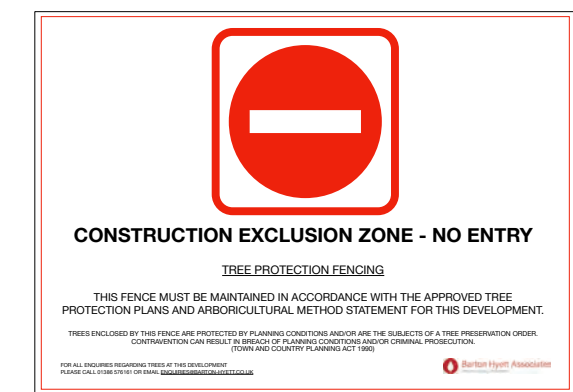 CONSTRUCTION EXCLUSION ZONE - NO ENTRY
TREE PROTECTION FENCING
THIS FENCE MUST BE MAINTAINED IN ACCORDANCE WITH THE APPROVED TREE
PROTECTION PLANS AND ARBORICULTURAL METHOD STATEMENT FOR THIS DEVELOPMENT.
TREES ENCLOSED BY THIS FENCE ARE PROTECTED BY PLANNING CONDITIONS AND/OR ARE THE SUBJECTS OF A TREE PRESERVATION ORDER.
CONTRAVENTION CAN RESULT IN BREACH OF PLANNING CONDITIONS AND/OR CRIMINAL PROSECUTION.
(TOWN AND COUNTRY PLANNING ACT 1990)
FOR ALL ENQUIRIES REGARDING TREES AT THIS DEVELOPMENT
PLEASE CALL 01386 576161 OR EMAIL ENQUIRIES@BARTON-HYETT.CO.UK
Barton Hyett Associates